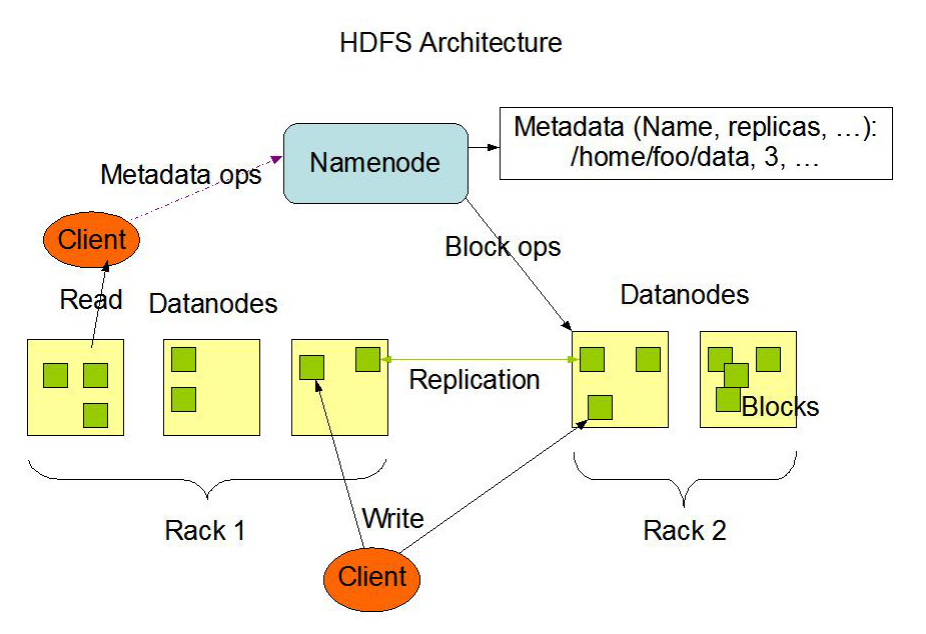 HDFS Architecture
Metadata (Name, replicas, ...):
/home/foo/data, 3, ...
Namenode
Metadata ops
Client
Block ops
Read
Datanodes
Datanodes
Replication
Blocks
Rack 1
Write
Rack 2
Client